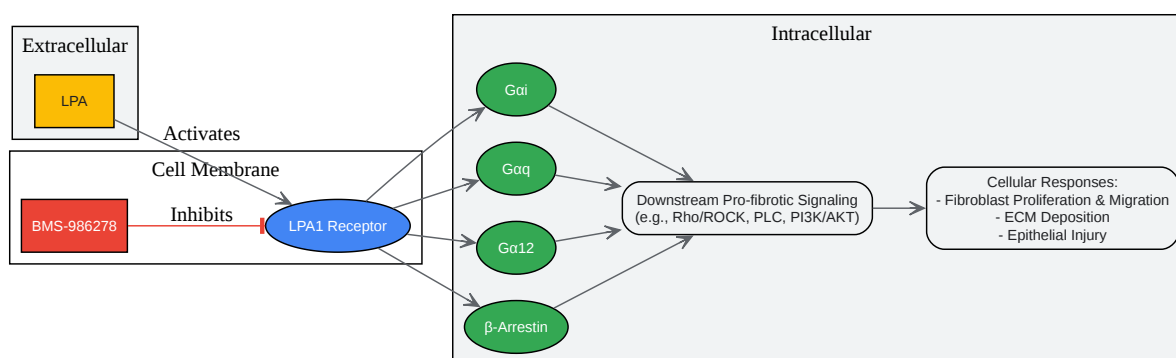 Extracellular
LPA
Activates
Cell Membrane
BMS-986278
Inhibits
LPA1 Receptor
Intracellular
Gαi
Gαq
Gα12
β-Arrestin
Downstream Pro-fibrotic Signaling
(e.g., Rho/ROCK, PLC, PI3K/AKT)
Cellular Responses:
- Fibroblast Proliferation & Migration
- ECM Deposition
- Epithelial Injury